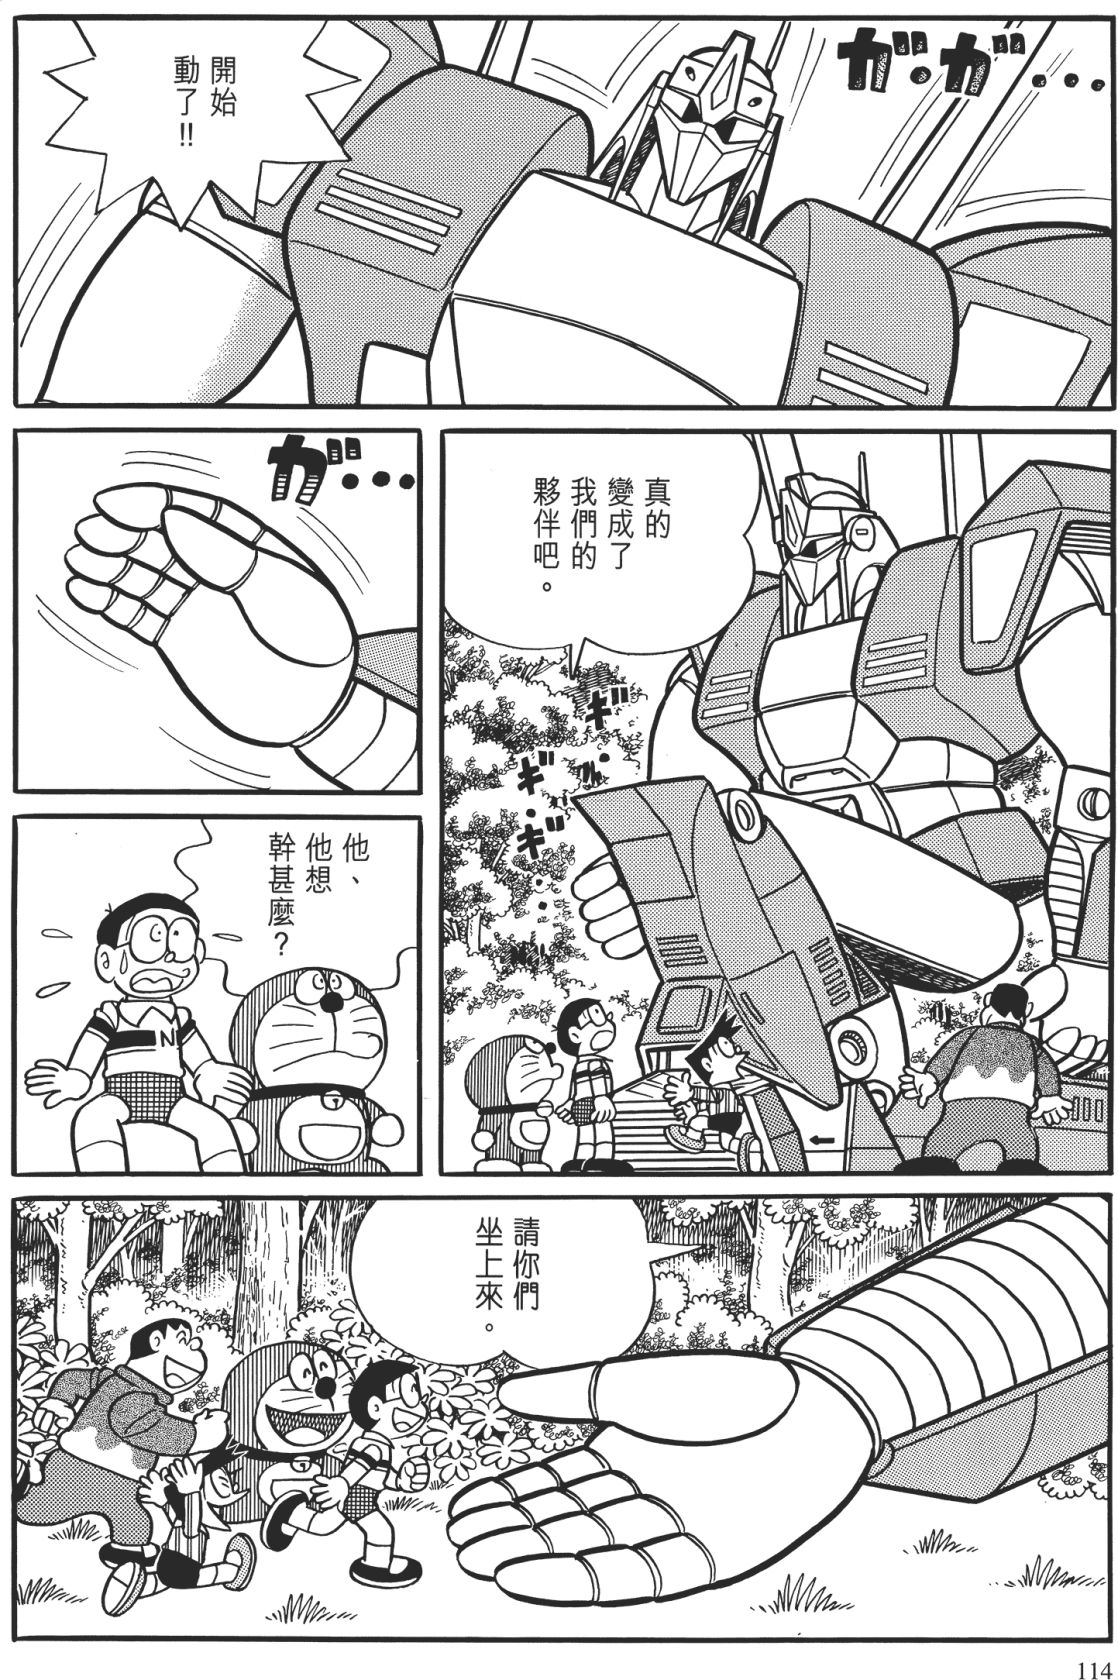 ガ・ガ・・・
開始
動了!!
真的
變成了
我們的
夥伴吧。
ギ・
ギ・ギ・・・
ガ・・・
他、
他想
幹甚麼？
N
請你們
坐上來。
114